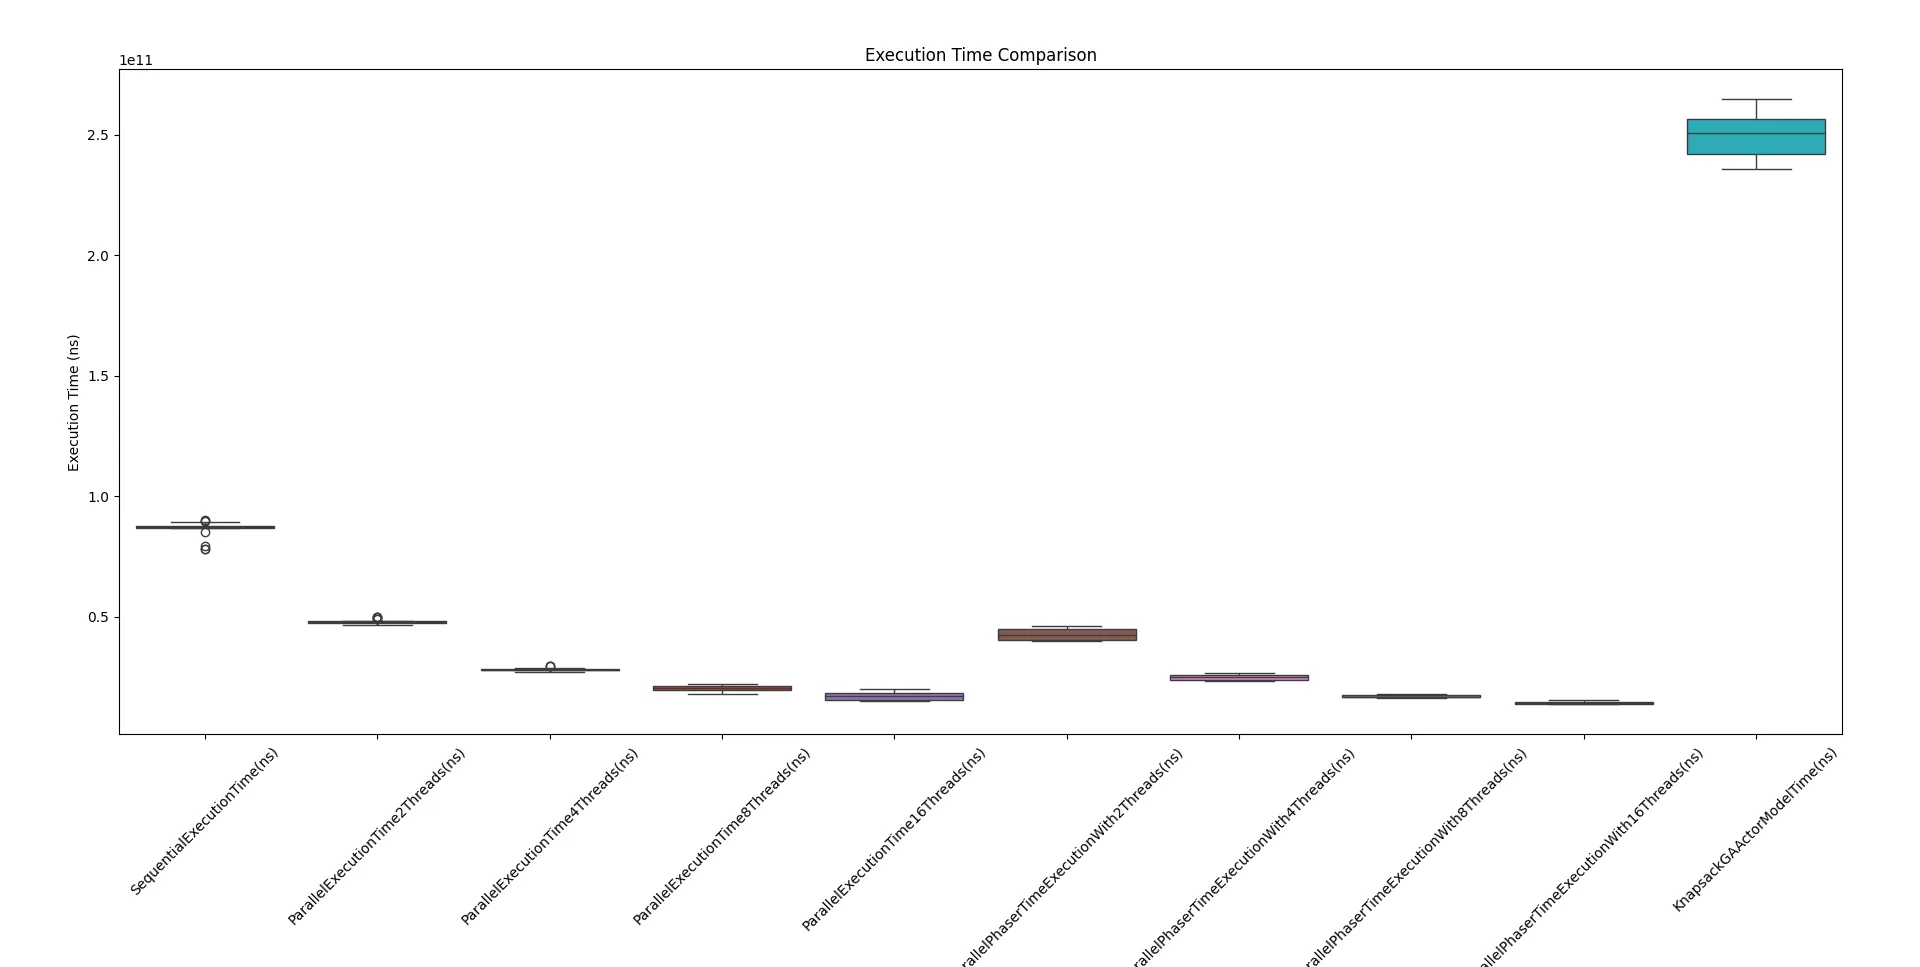 Execution Time Comparison
1e11
2.5
2.0
1.5
1.0
0.5
Execution Time (ns)
SequentialExecutionTime(ns)
ParallelExecutionTime2Threads(ns)
ParallelExecutionTime4Threads(ns)
ParallelExecutionTime8Threads(ns)
ParallelExecutionTime16Threads(ns)
rallelPhaserTimeExecutionWith2Threads(ns)
rallelPhaserTimeExecutionWith4Threads(ns)
rallelPhaserTimeExecutionWith8Threads(ns)
allelPhaserTimeExecutionWith16Threads(ns)
KnapsackGAActorModelTime(ns)